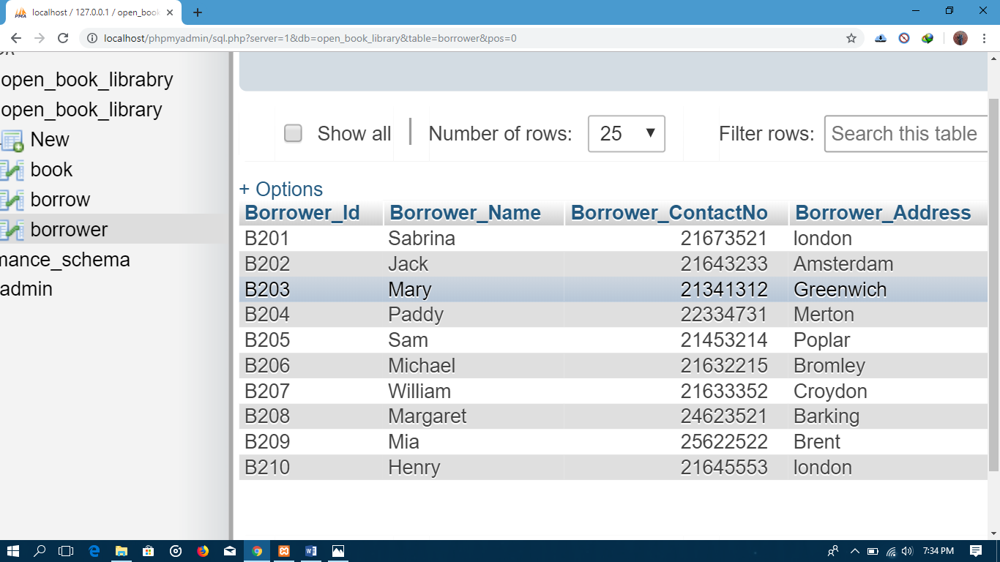 localhost / 127.0.0.1 / open_book
localhost/phpmyadmin/sql.php?server=1&db=open_book_library&table=borrower&pos=0
open_book_librabry
open_book_library
New
book
borrow
borrower
mance_schema
admin
Show all Number of rows: 25 Filter rows: Search this table
+ Options
Borrower_Id Borrower_Name Borrower_ContactNo Borrower_Address
B201 Sabrina 21673521 london
B202 Jack 21643233 Amsterdam
B203 Mary 21341312 Greenwich
B204 Paddy 22334731 Merton
B205 Sam 21453214 Poplar
B206 Michael 21632215 Bromley
B207 William 21633352 Croydon
B208 Margaret 24623521 Barking
B209 Mia 25622522 Brent
B210 Henry 21645553 london
7:34 PM